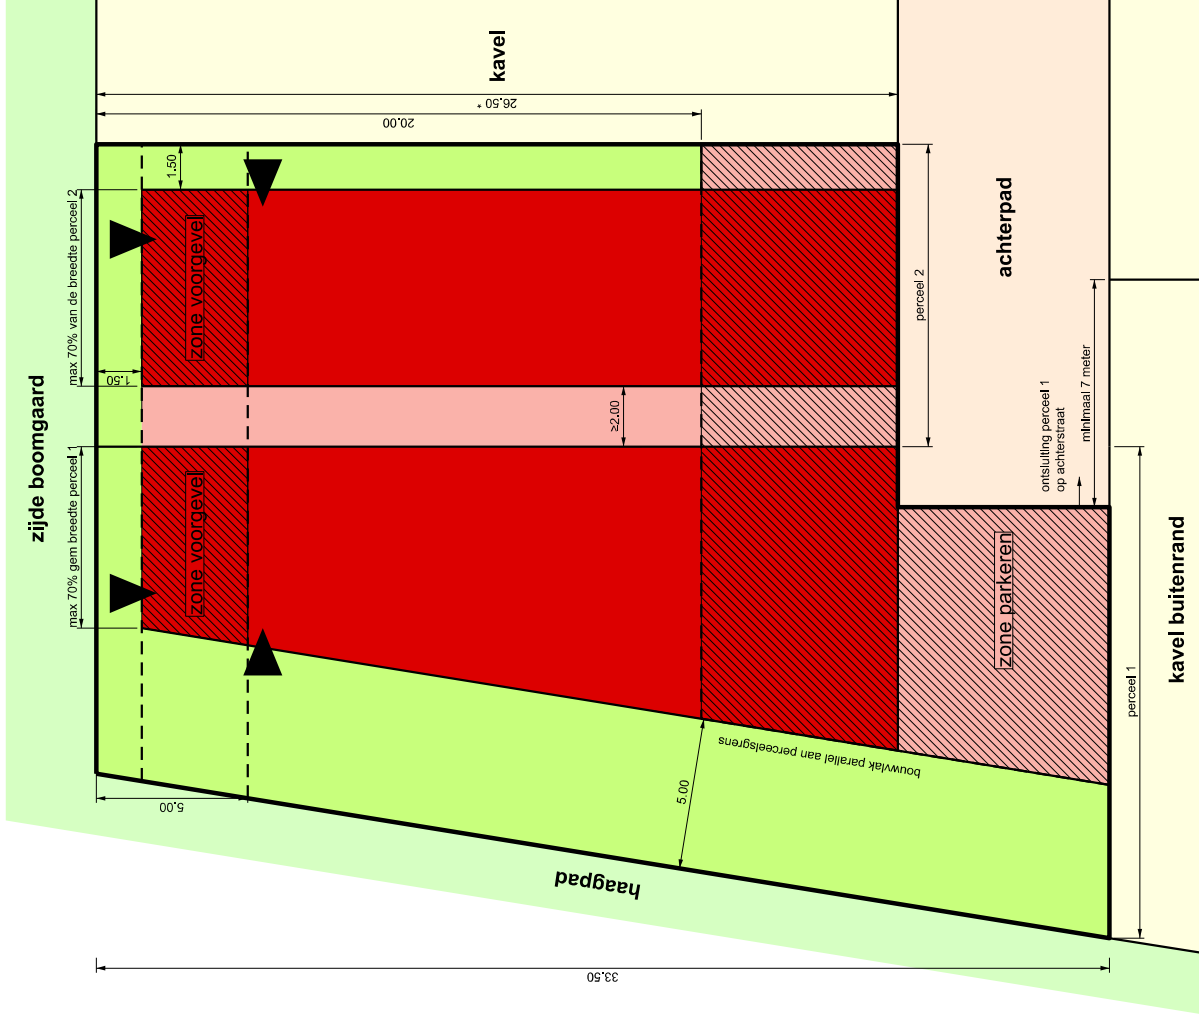 kavel
26.50 *
20.00
1.50
max 70% van de breedte perceel 2
zone voorgevel
1.50
zijde boomgaard
max 70% gem breedte perceel 1
zone voorgevel
≥2.00
perceel 2
achterpad
minimaal 7 meter
ontsluiting perceel 1
op achterstraat
zone parkeren
perceel 1
kavel buitenrand
bouwvlak parallel aan perceelsgrens
5.00
5.00
haagpad
33.50